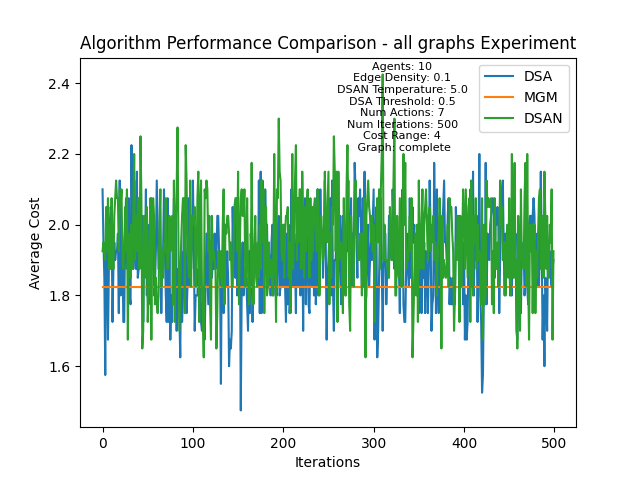 Algorithm Performance Comparison - all graphs Experiment
Agents: 10
Edge Density: 0.1
DSAN Temperature: 5.0
DSA Threshold: 0.5
Num Actions: 7
Num Iterations: 500
Cost Range: 4
Graph: complete
DSA
MGM
DSAN
Average Cost
2.4
2.2
2.0
1.8
1.6
0 100 200 300 400 500
Iterations